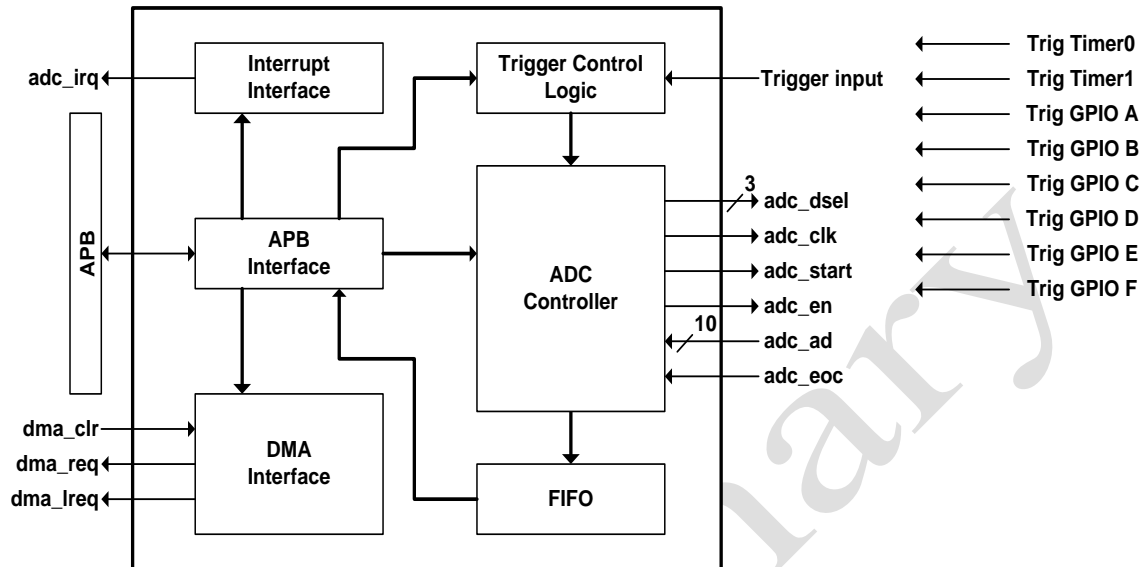 Interrupt
Interface
Trigger Control
Logic
adc_irq
Trigger input
Trig Timer0
Trig Timer1
Trig GPIO A
Trig GPIO B
Trig GPIO C
Trig GPIO D
Trig GPIO E
Trig GPIO F
APB
APB
Interface
ADC
Controller
3
adc_dsel
adc_clk
adc_start
adc_en
10
adc_ad
adc_eoc
dma_clr
dma_req
dma_lreq
DMA
Interface
FIFO
nary